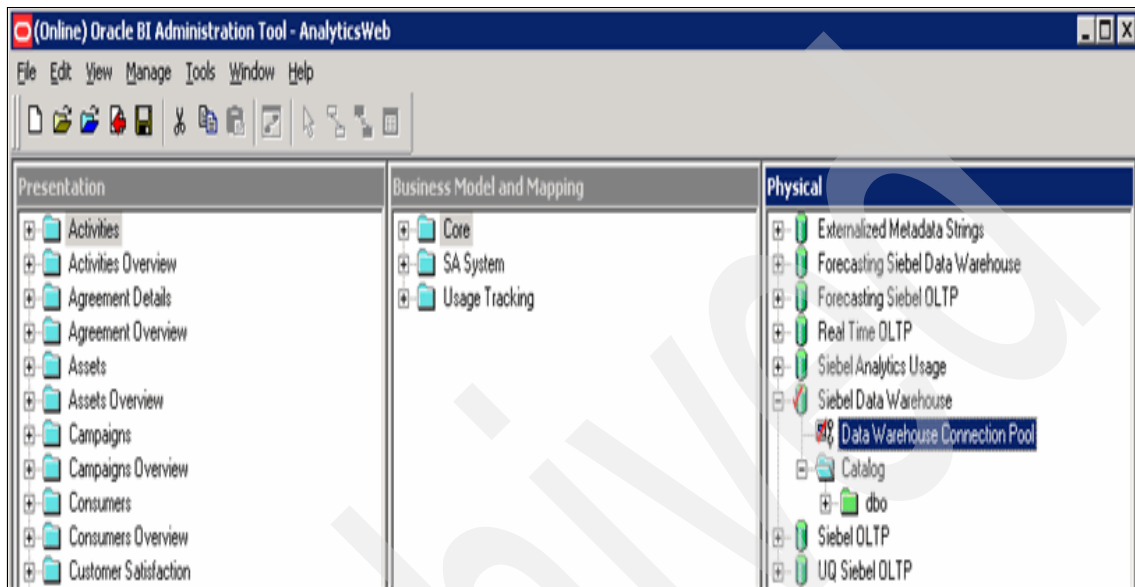 (Online) Oracle BI Administration Tool - AnalyticsWeb
File Edit View Manage Tools Window Help
Presentation
Activities
Activities Overview
Agreement Details
Agreement Overview
Assets
Assets Overview
Campaigns
Campaigns Overview
Consumers
Consumers Overview
Customer Satisfaction
Business Model and Mapping
Core
SA System
Usage Tracking
Physical
Externalized Metadata Strings
Forecasting Siebel Data Warehouse
Forecasting Siebel OLTP
Real Time OLTP
Siebel Analytics Usage
Siebel Data Warehouse
Data Warehouse Connection Pool
Catalog
dbo
Siebel OLTP
UQ Siebel OLTP